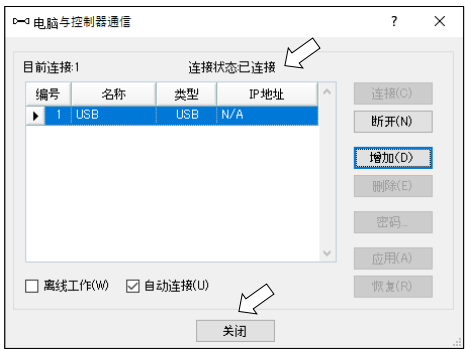 电脑与控制器通信
目前连接:1 连接状态已连接
编号 名称 类型 IP地址
1 USB USB N/A
连接(C)
断开(N)
增加(D)
删除(E)
密码...
应用(A)
恢复(R)
离线工作(W) 自动连接(U)
关闭